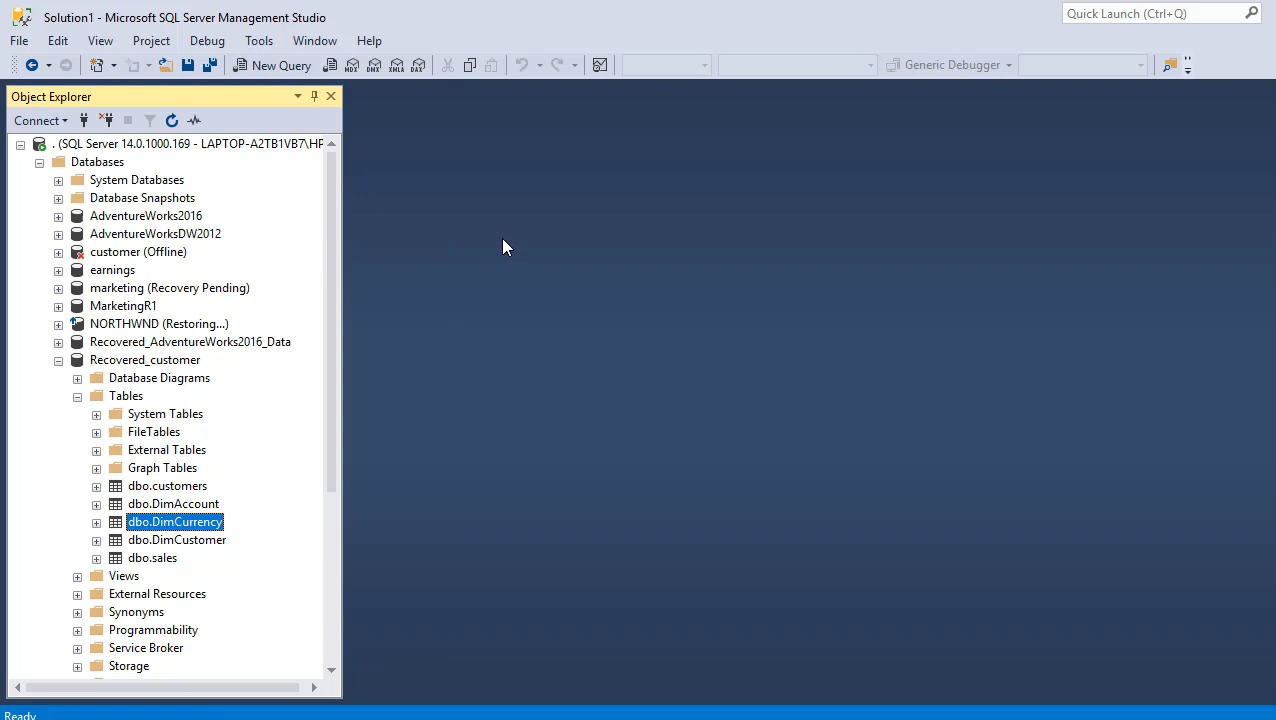 Solution1 - Microsoft SQL Server Management Studio
Quick Launch (Ctrl+Q)
File Edit View Project Debug Tools Window Help
New Query MDX DMX XMLA DAX Generic Debugger
Object Explorer
Connect
. (SQL Server 14.0.1000.169 - LAPTOP-A2TB1VB7\HP
Databases
System Databases
Database Snapshots
AdventureWorks2016
AdventureWorksDW2012
customer (Offline)
earnings
marketing (Recovery Pending)
MarketingR1
NORTHWND (Restoring...)
Recovered_AdventureWorks2016_Data
Recovered_customer
Database Diagrams
Tables
System Tables
FileTables
External Tables
Graph Tables
dbo.customers
dbo.DimAccount
dbo.DimCurrency
dbo.DimCustomer
dbo.sales
Views
External Resources
Synonyms
Programmability
Service Broker
Storage
Ready